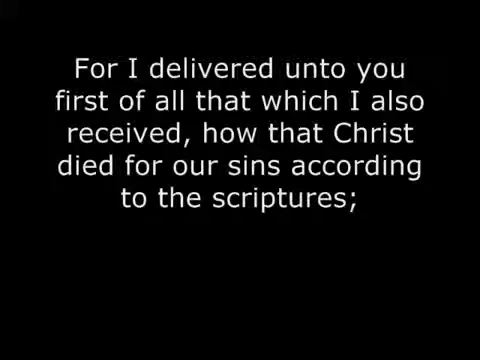 For I delivered unto you
first of all that which I also
received, how that Christ
died for our sins according
to the scriptures;